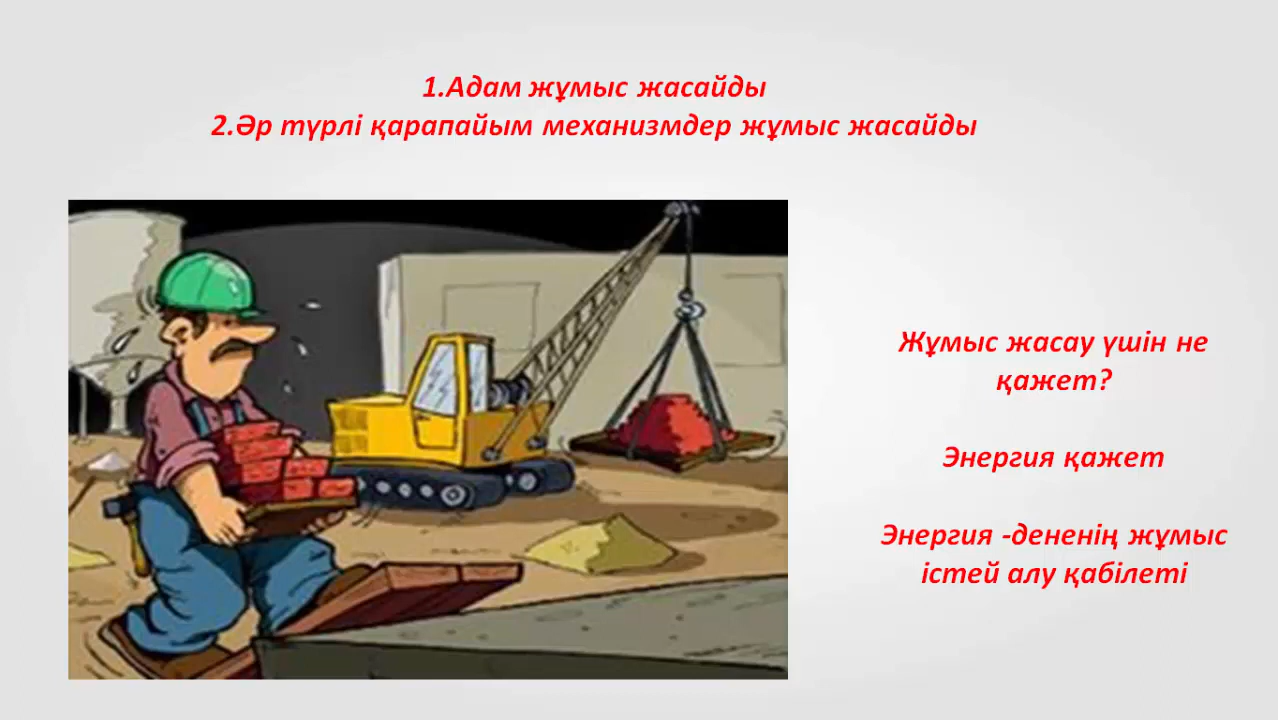 1.Адам жұмыс жасайды
2.Әр түрлі қарапайым механизмдер жұмыс жасайды
Жұмыс жасау үшін не
қажет?
Энергия қажет
Энергия -дененің жұмыс
істей алу қабілеті